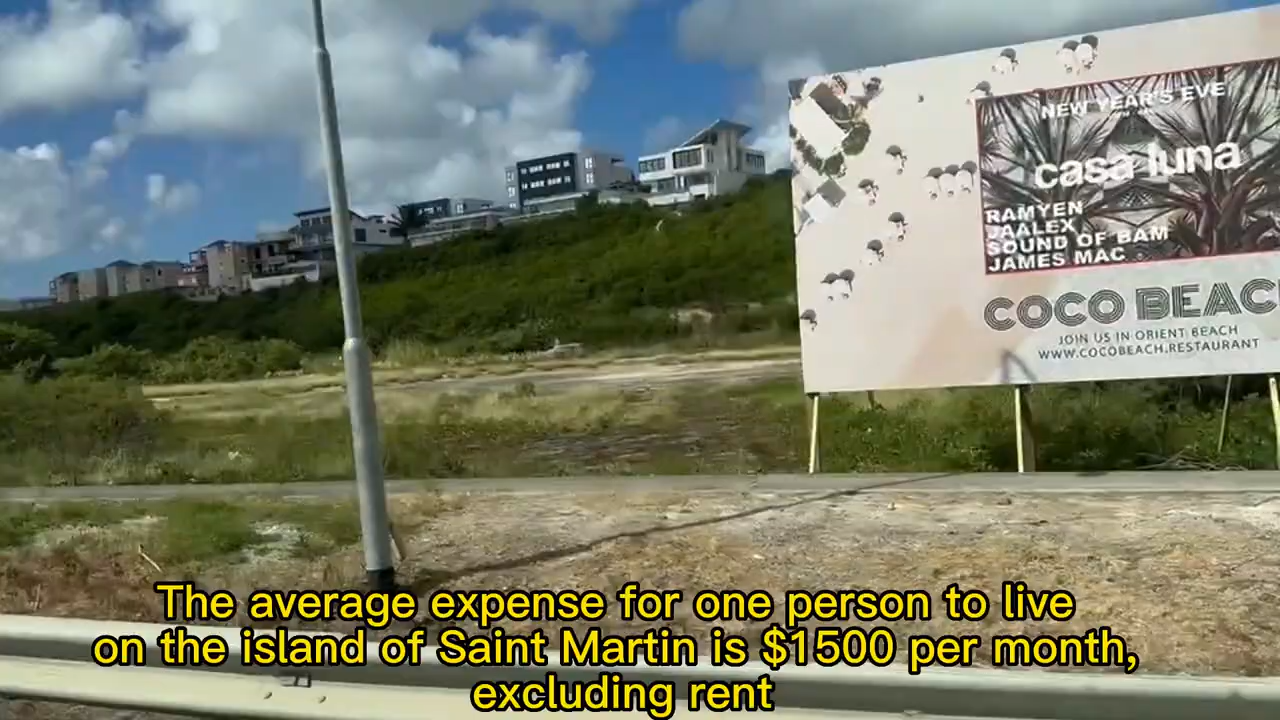 NEW YEAR'S EVE
casa luna
RAMYEN
JAALEX
SOUND OF BAM
JAMES MAC
COCO BEAC
JOIN US IN ORIENT BEACH
WWW.COCOBEACH.RESTAURANT
The average expense for one person to live
on the island of Saint Martin is $1500 per month,
excluding rent